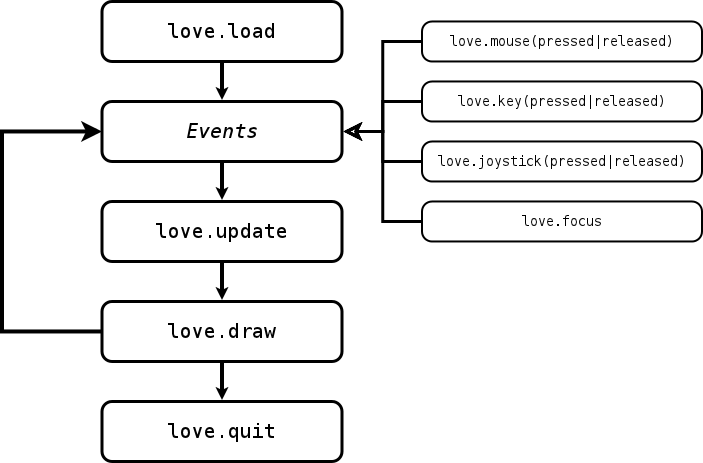 love.load
Events
love.update
love.draw
love.quit
love.mouse(pressed|released)
love.key(pressed|released)
love.joystick(pressed|released)
love.focus